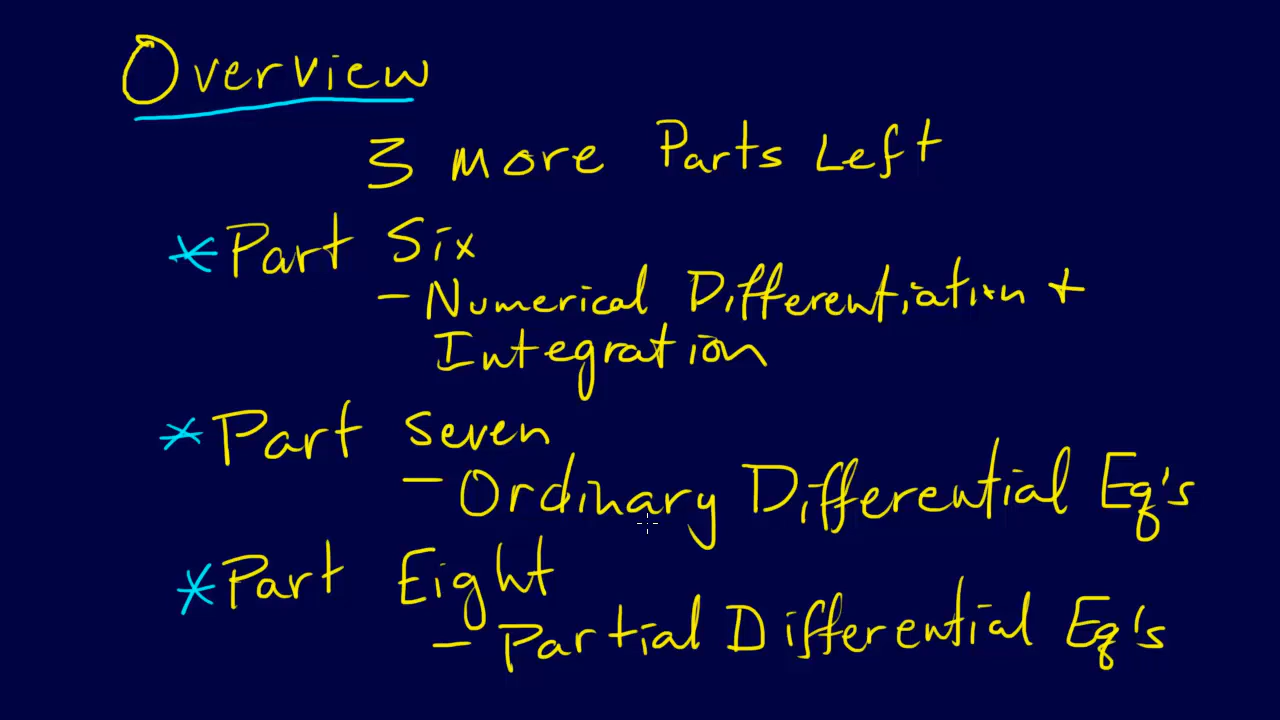 Overview
3 more Parts Left
* Part Six
- Numerical Differentiation +
Integration
* Part Seven
- Ordinary Differential Eq's
* Part Eight
- Partial Differential Eq's